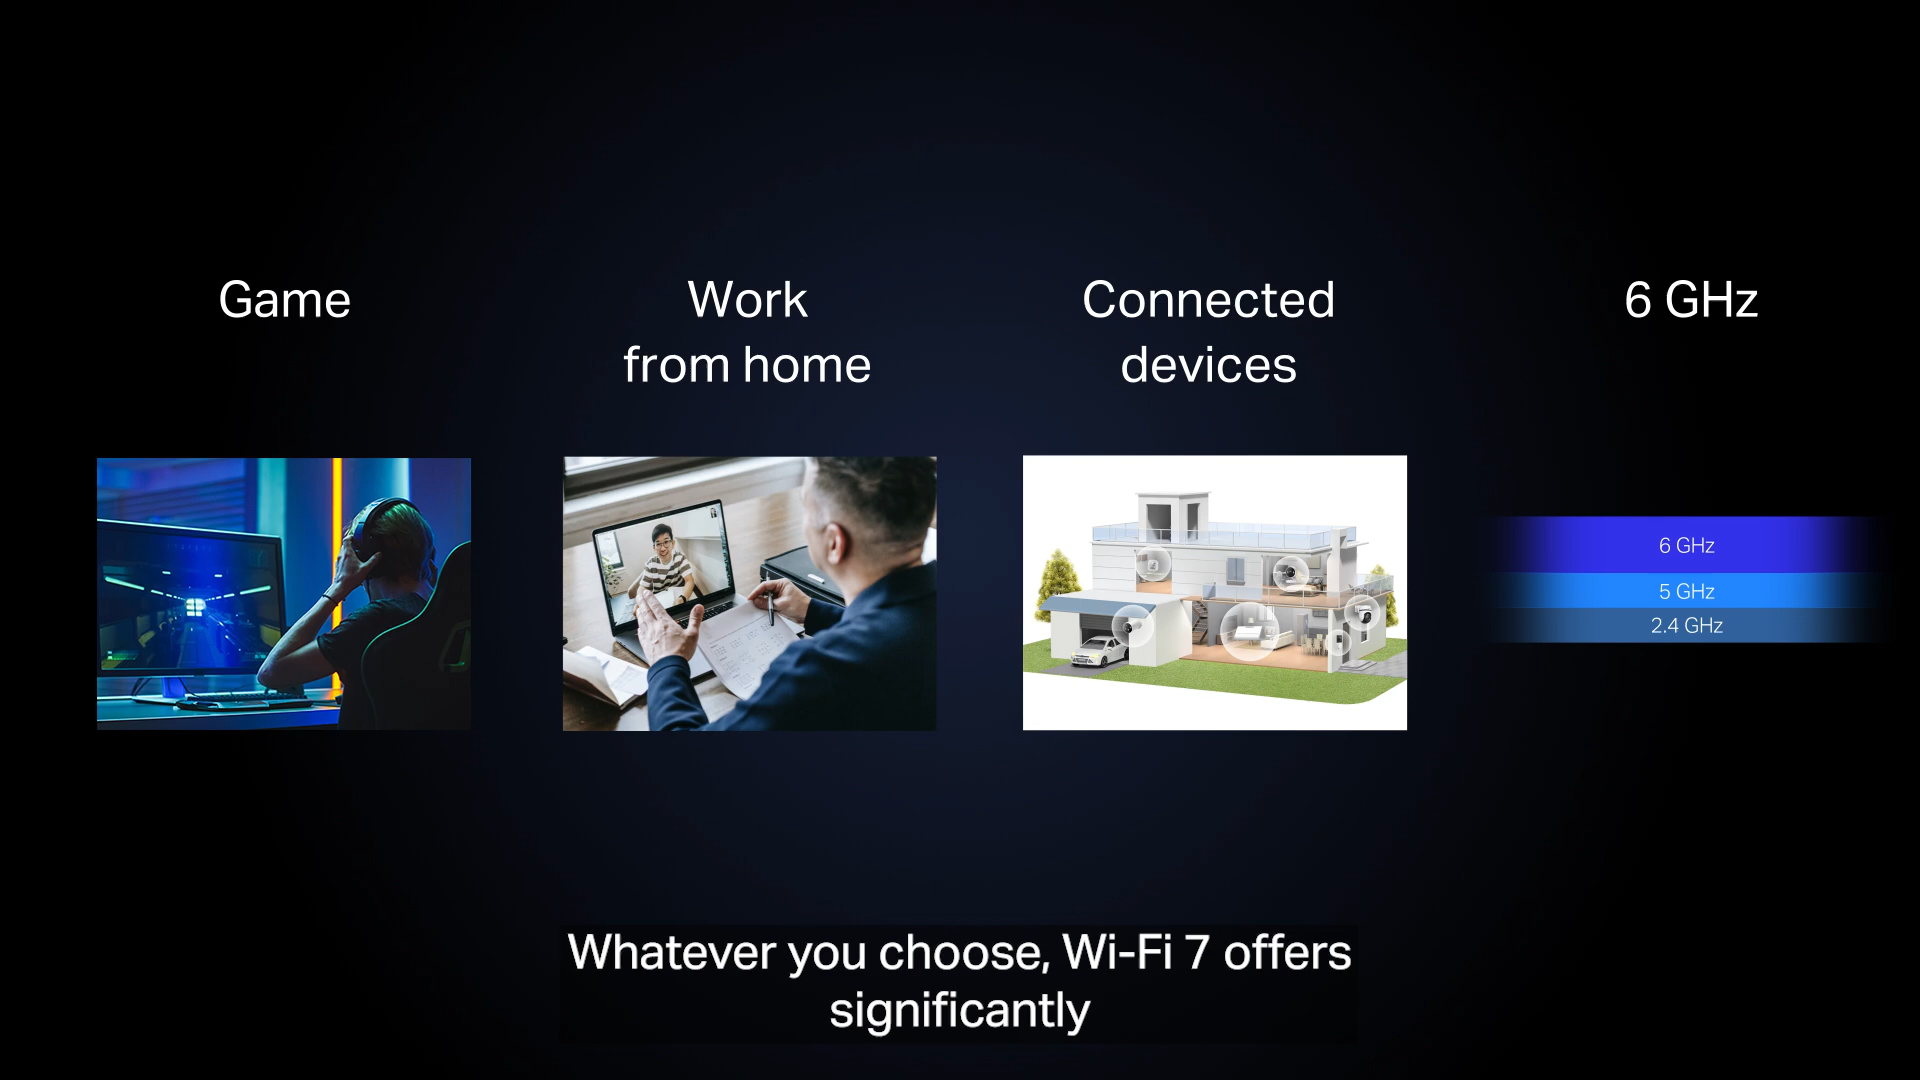 Game
Work
from home
Connected
devices
6 GHz
6 GHz
5 GHz
2.4 GHz
Whatever you choose, Wi-Fi 7 offers
significantly